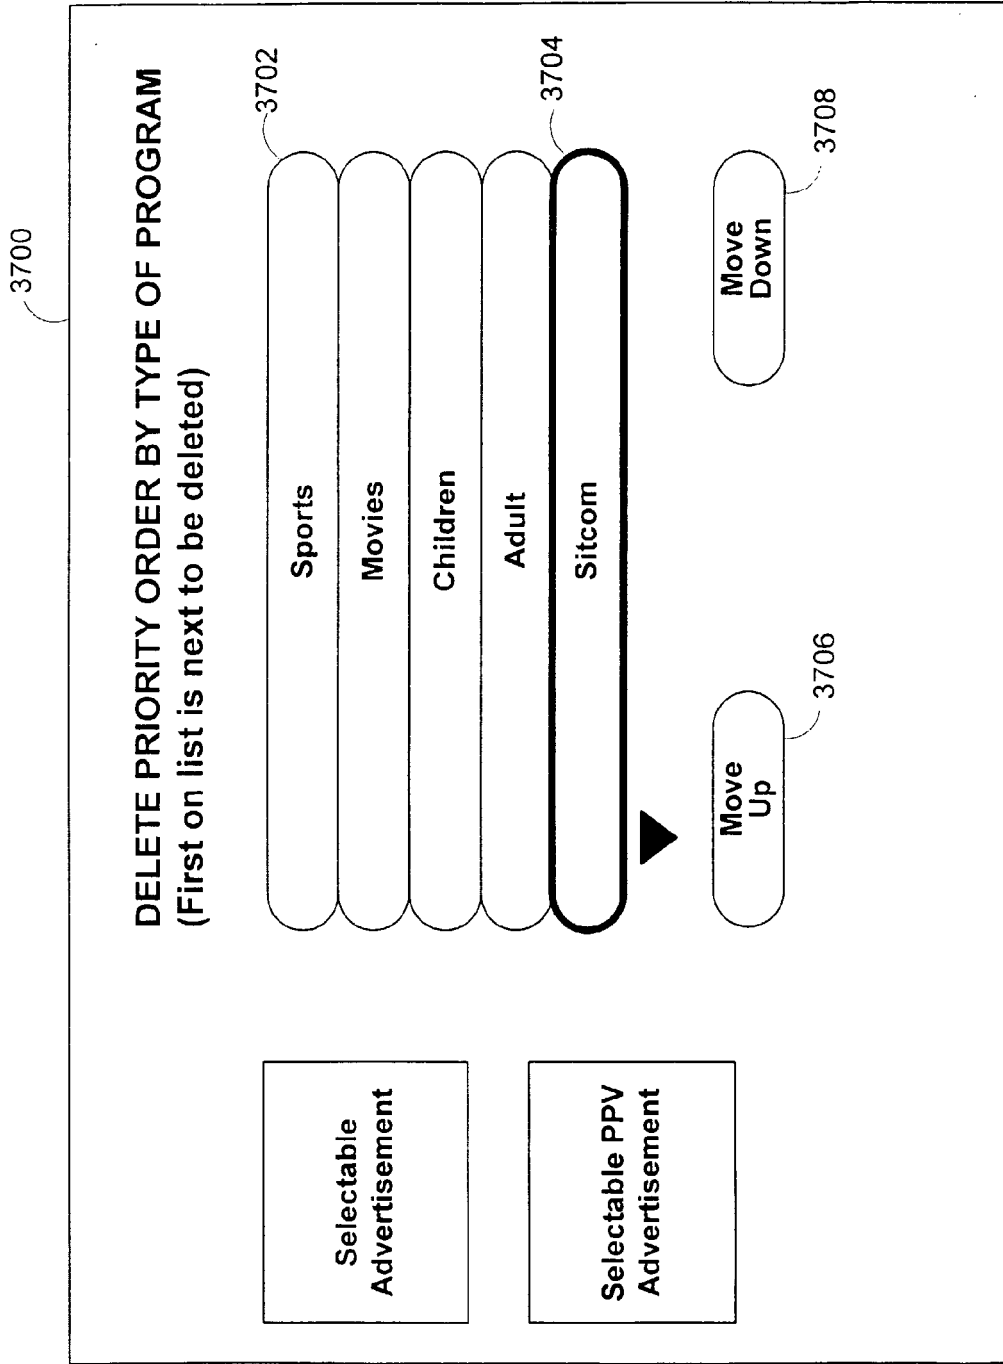 3700
DELETE PRIORITY ORDER BY TYPE OF PROGRAM
(First on list is next to be deleted)
Selectable
Advertisement
Selectable PPV
Advertisement
3702
Sports
Movies
Children
Adult
3704
Sitcom
Move
Up
3706
Move
Down
3708